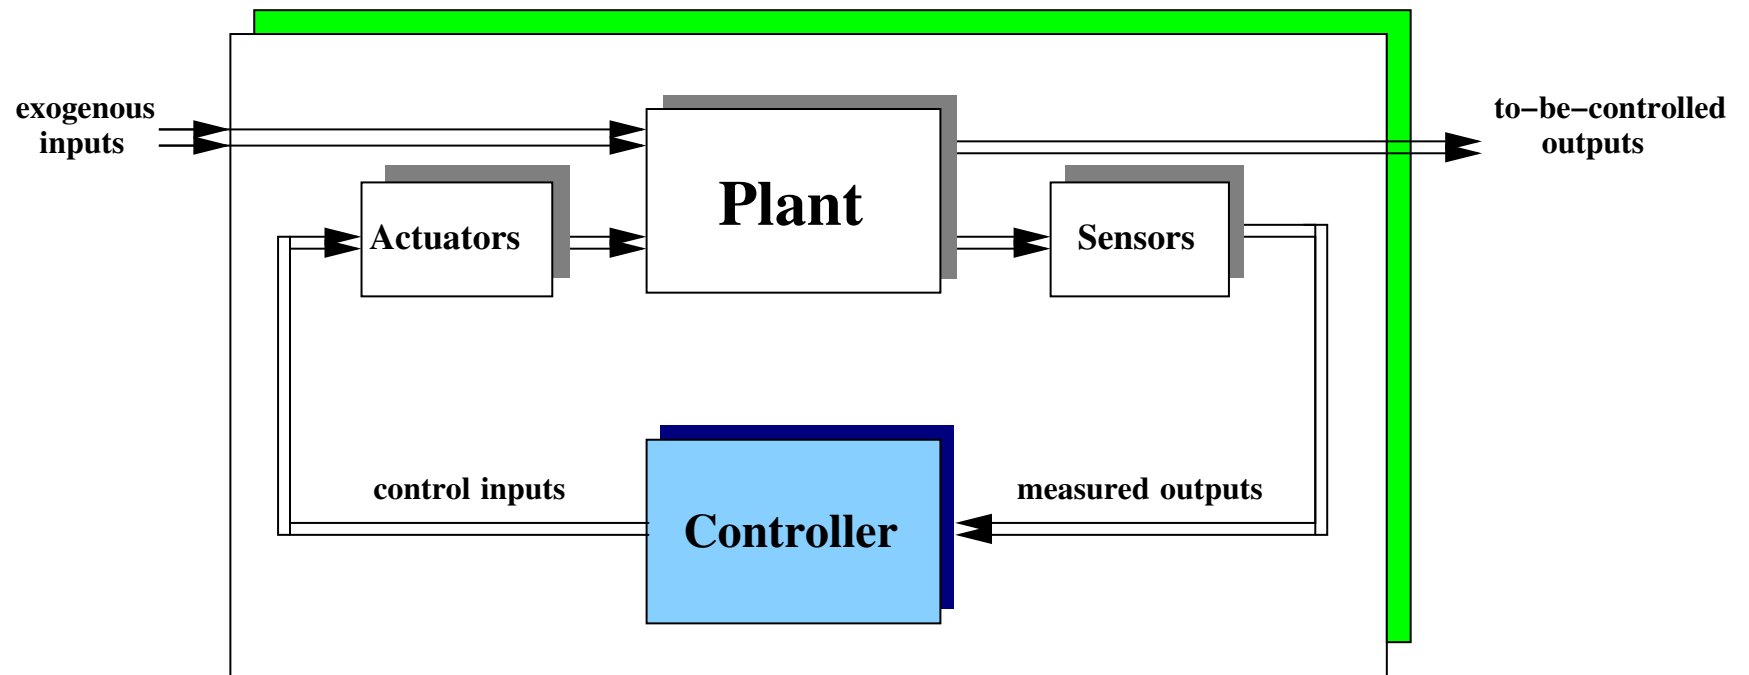 exogenous
inputs
to−be−controlled
outputs
Plant
Actuators
Sensors
control inputs
measured outputs
Controller